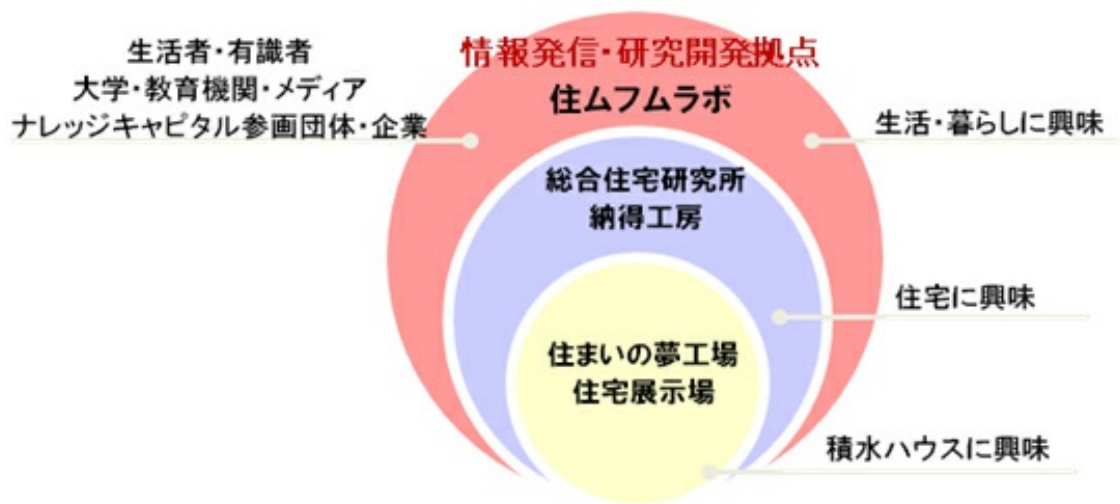 生活者・有識者
大学・教育機関・メディア
ナレッジキャピタル参画団体・企業
情報発信・研究開発拠点
住ムフムラボ
生活・暮らしに興味
総合住宅研究所
納得工房
住宅に興味
住まいの夢工場
住宅展示場
積水ハウスに興味